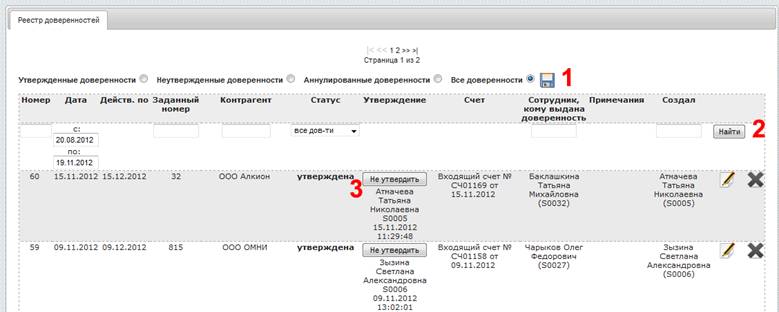 Реестр доверенностей
|< << 1 2 >> >|
Страница 1 из 2
Утвержденные доверенности Неутвержденные доверенности Аннулированные доверенности Все доверенности 1
Номер Дата Действ. по Заданный номер Контрагент Статус Утверждение Счет Сотрудник, кому выдана доверенность Примечания Создал
с:
20.08.2012
по:
19.11.2012
все дов-ти
Найти 2
60 15.11.2012 15.12.2012 32 ООО Алкион утверждена Не утвердить
3
Атначева
Татьяна
Николаевна
S0005
15.11.2012
11:29:48
Входящий счет №
СЧ01169 от
15.11.2012
Баклашкина
Татьяна
Михайловна
(S0032)
Атначева
Татьяна
Николаевна
(S0005)
59 09.11.2012 09.12.2012 815 ООО ОМНИ утверждена Не утвердить
Зызина
Светлана
Александровна
S0006
09.11.2012
13:02:01
Входящий счет №
СЧ01158 от
09.11.2012
Чарыков Олег
Федорович
(S0027)
Зызина
Светлана
Александровна
(S0006)